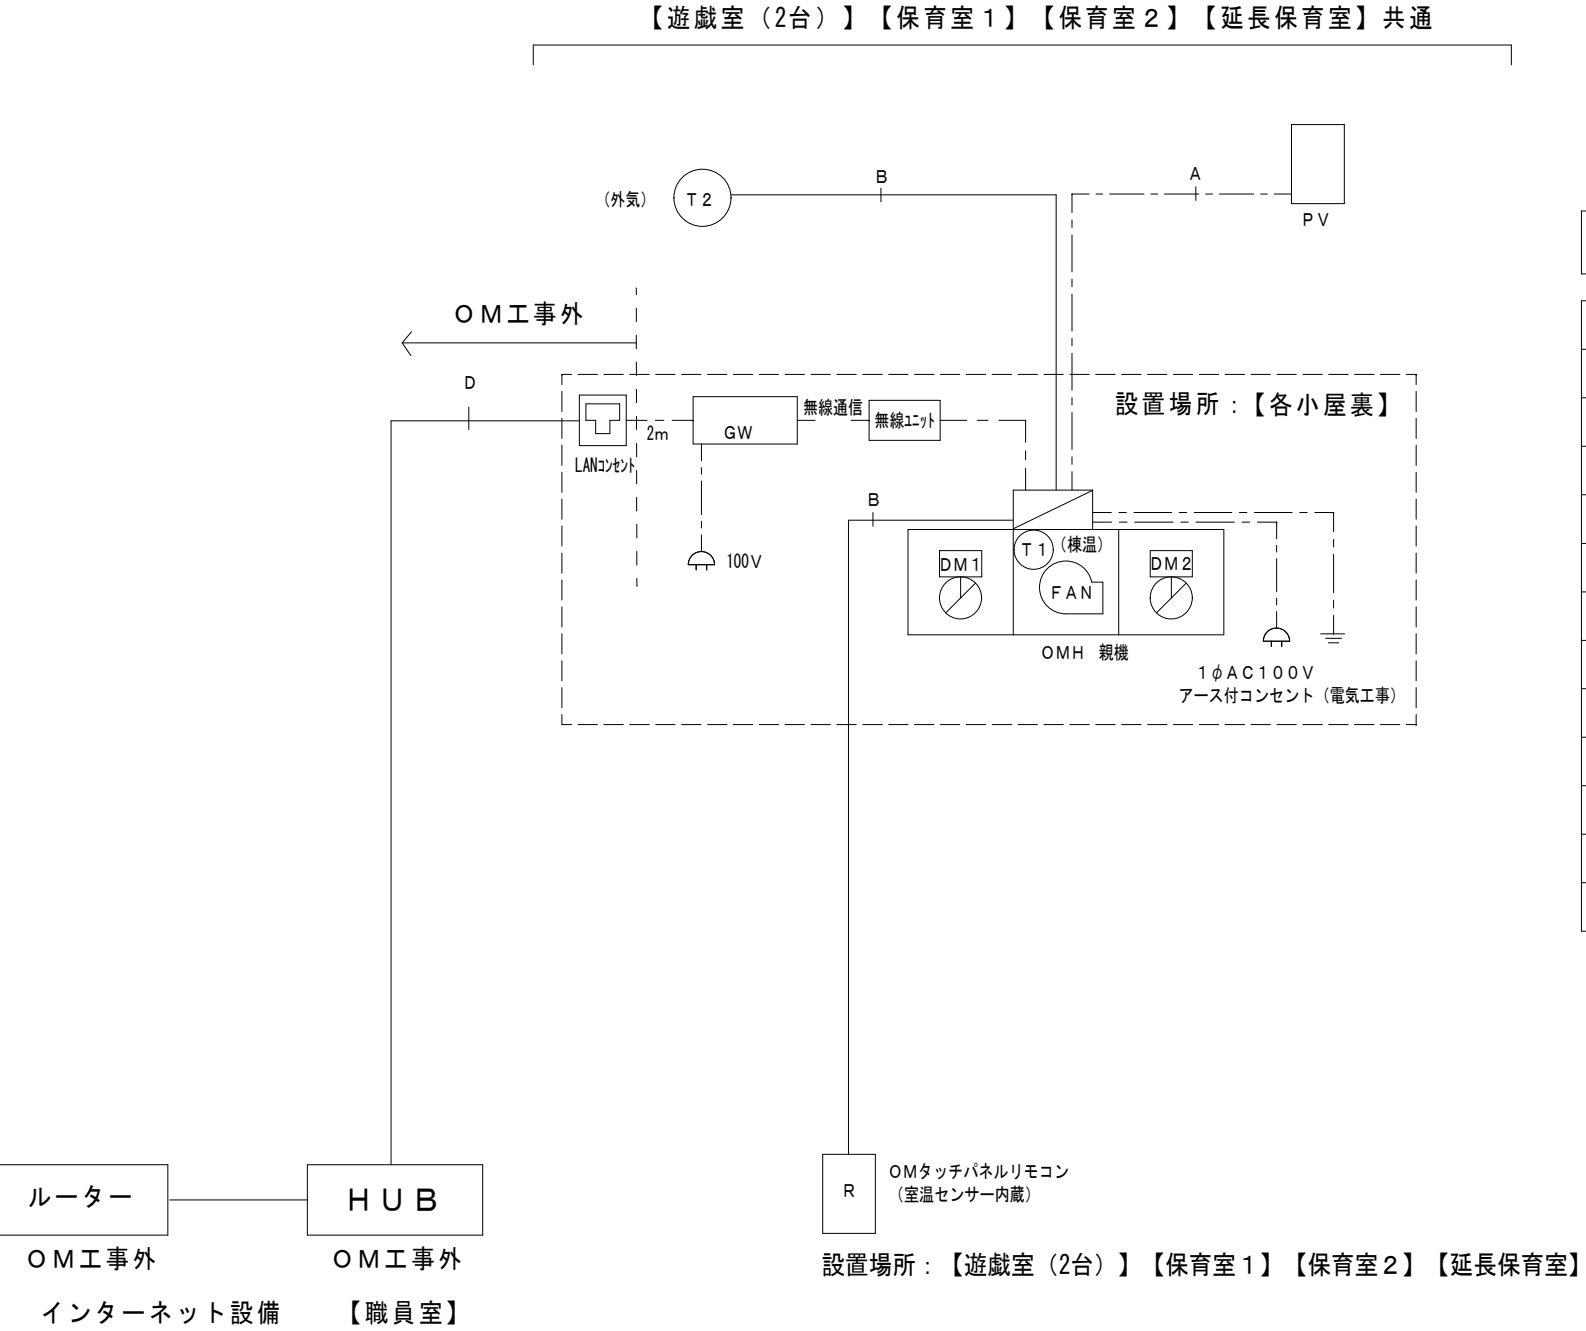 【遊戯室（2台）】【保育室１】【保育室２】【延長保育室】共通
B
A
（外気）
T２
PV
OM工事外
D
設置場所：【各小屋裏】
無線通信
無線ﾕﾆｯﾄ
2m
GW
LANｺﾝｾﾝﾄ
B
T１
（棟温）
DM１
DM２
100V
FAN
OMH 親機
１φAC１００V
アース付コンセント（電気工事）
R
OMタッチパネルリモコン
（室温センサー内蔵）
ルーター
HUB
OM工事外
OM工事外
設置場所：【遊戯室（2台）】【保育室１】【保育室２】【延長保育室】
インターネット設備
【職員室】